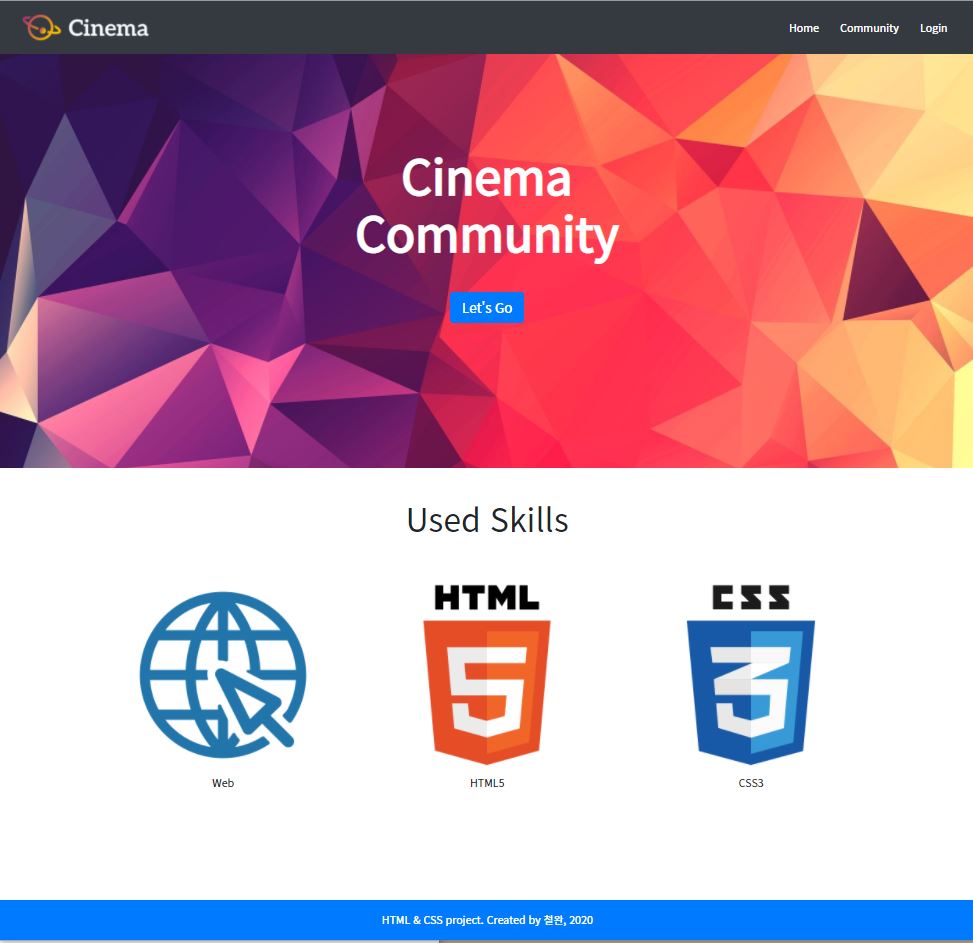 Cinema
Home Community Login
Cinema
Community
Let's Go
Used Skills
HTML CSS
5 3
Web HTML5 CSS3
HTML & CSS project. Created by 철완, 2020